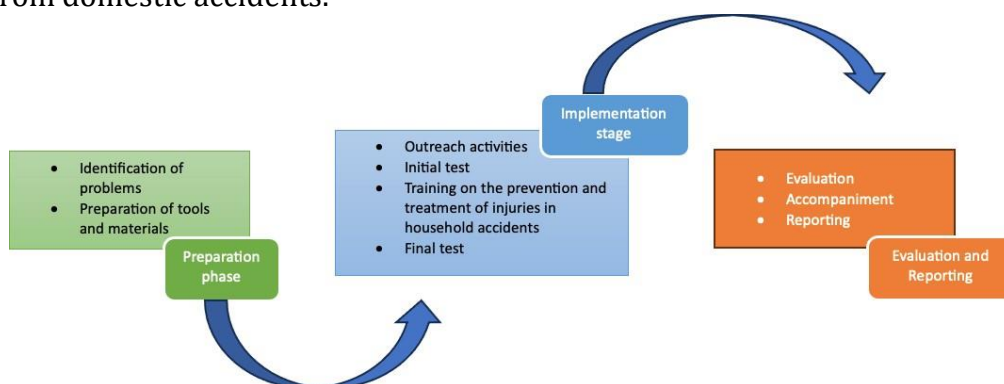 from domestic accidents.
• Identification of
problems
• Preparation of tools
and materials
Preparation
phase
• Outreach activities
• Initial test
• Training on the prevention and
treatment of injuries in
household accidents
• Final test
Implementation
stage
• Evaluation
• Accompaniment
• Reporting
Evaluation and
Reporting